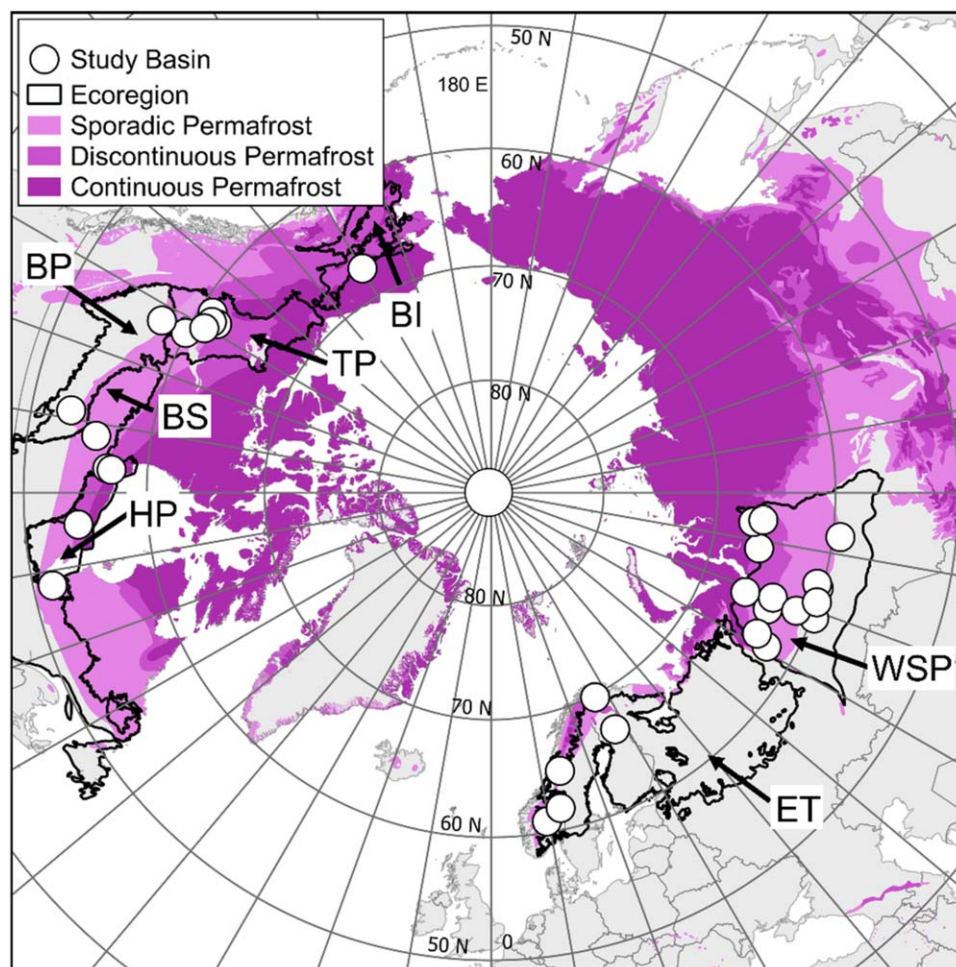 Study Basin
Ecoregion
Sporadic Permafrost
Discontinuous Permafrost
Continuous Permafrost
50 N
180 E
60 N
70 N
80 N
BP
BI
TP
BS
HP
80 N
WSP
70 N
ET
60 N
50 N
0